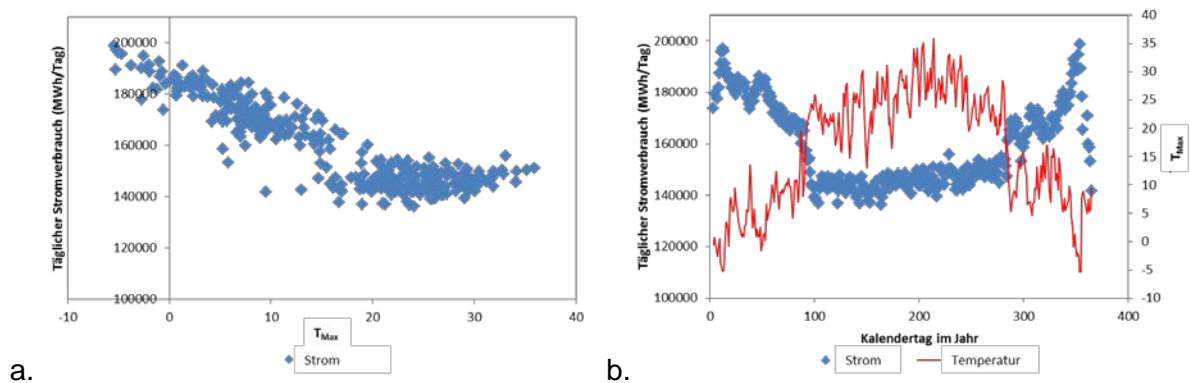 Täglicher Stromverbrauch (MWh/Tag)
200000
180000
160000
140000
120000
100000
-10 0 10 20 30 40
TMax
Strom
a.
Täglicher Stromverbrauch (MWh/Tag)
200000
180000
160000
140000
120000
100000
40
35
30
25
20
15
10
5
0
-5
-10
TMax
0 100 200 300 400
Kalendertag im Jahr
Strom Temperatur
b.